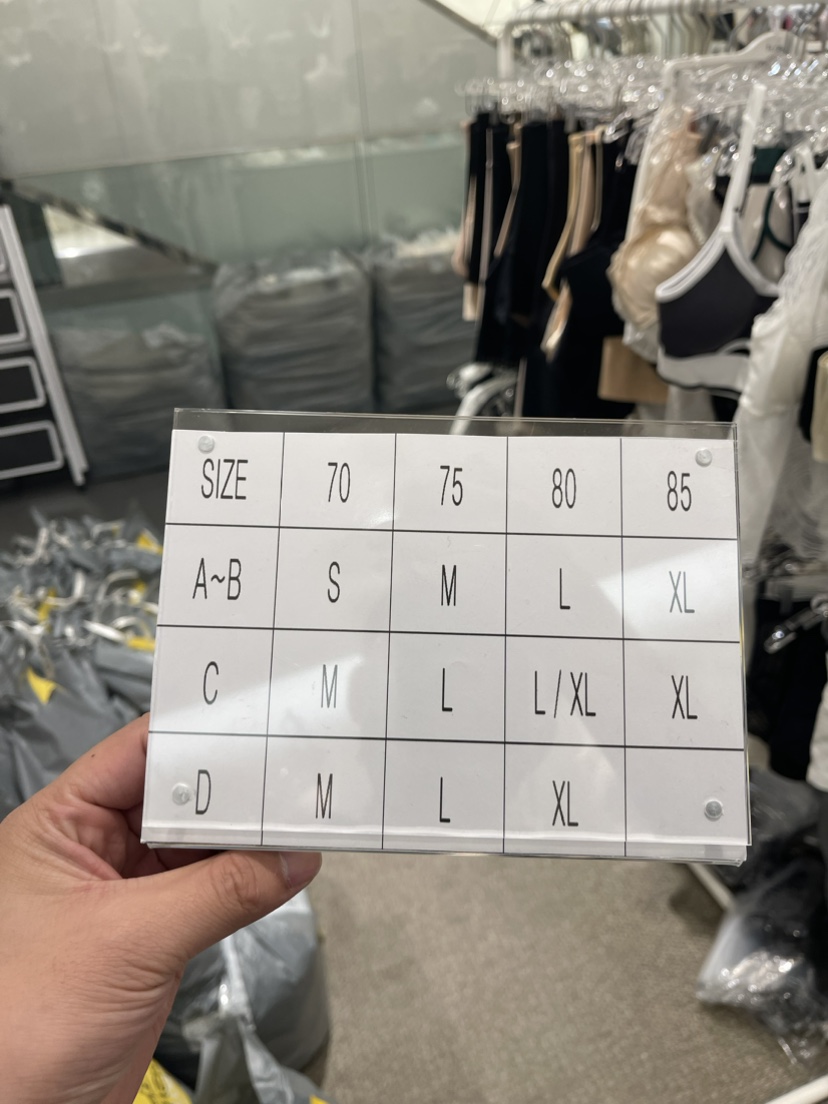 SIZE 70 75 80 85
A~B S M L XL
C M L L/XL XL
D M L XL